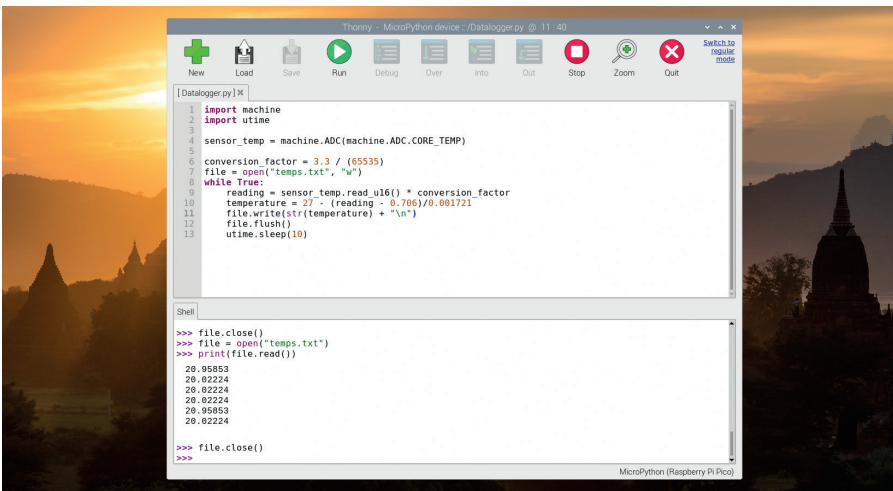 Thonny - MicroPython device :: /Datalogger.py @ 11 : 40
New Load Save Run Debug Over Into Out Stop Zoom Quit
Switch to
regular
mode
[ Datalogger.py ] ✖
1 import machine
2 import utime
3
4 sensor_temp = machine.ADC(machine.ADC.CORE_TEMP)
5
6 conversion_factor = 3.3 / (65535)
7 file = open("temps.txt", "w")
8 while True:
9     reading = sensor_temp.read_u16() * conversion_factor
10     temperature = 27 - (reading - 0.706)/0.001721
11     file.write(str(temperature) + "\n")
12     file.flush()
13     utime.sleep(10)
Shell
>>> file.close()
>>> file = open("temps.txt")
>>> print(file.read())
20.95853
20.02224
20.02224
20.02224
20.95853
20.02224
>>> file.close()
>>>
MicroPython (Raspberry Pi Pico)